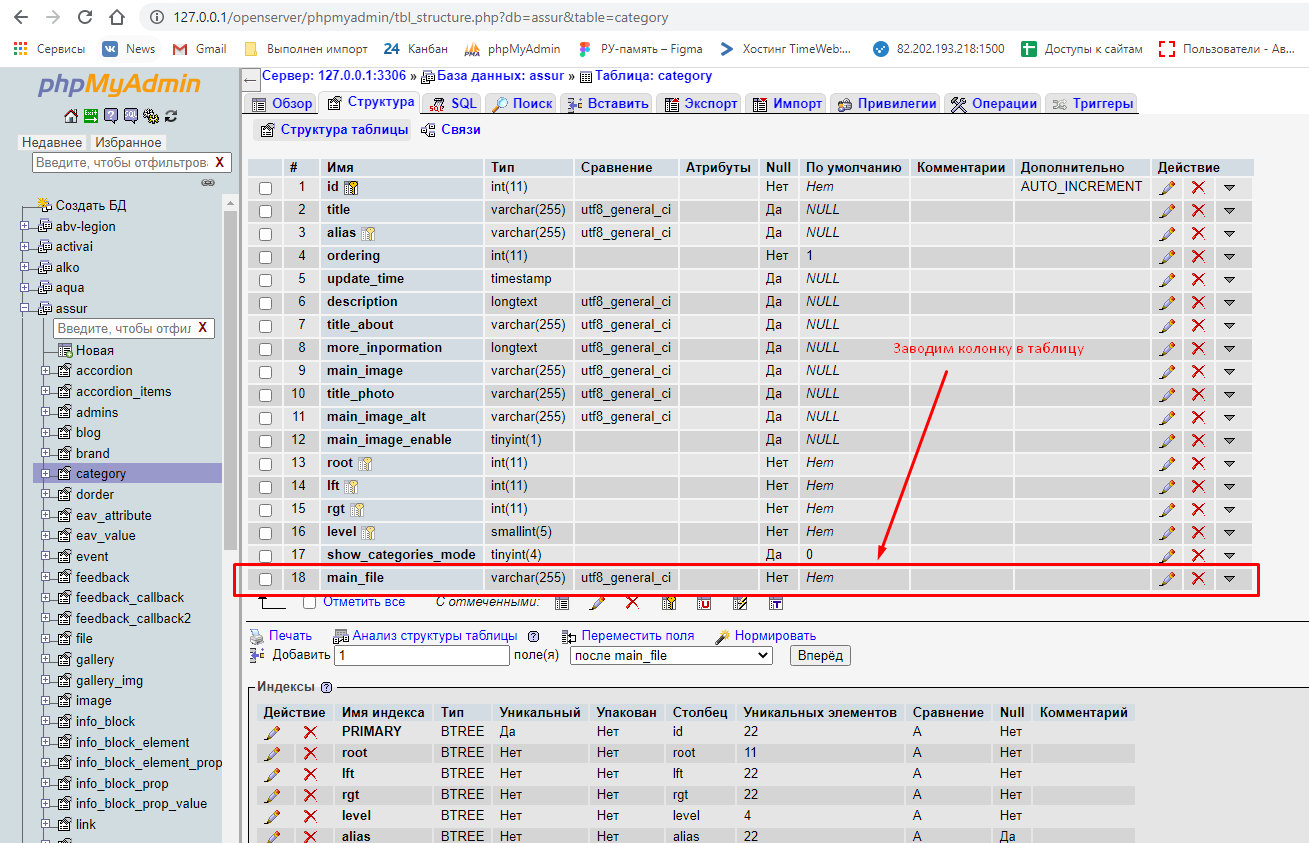 127.0.0.1/openserver/phpmyadmin/tbl_structure.php?db=assur&table=category
Сервисы News Gmail Выполнен импорт 24 Канбан phpMyAdmin РУ-память – Figma Хостинг TimeWeb:... 82.202.193.218:1500 Доступы к сайтам Пользователи - Ав...
phpMyAdmin
Недавнее Избранное
Введите, чтобы отфильтрова X
Создать БД
abv-legion
activai
alko
aqua
assur
Введите, чтобы отфил X
Новая
accordion
accordion_items
admins
blog
brand
category
dorder
eav_attribute
eav_value
event
feedback
feedback_callback
feedback_callback2
file
gallery
gallery_img
image
info_block
info_block_element
info_block_element_prop
info_block_prop
info_block_prop_value
link
Сервер: 127.0.0.1:3306 » База данных: assur » Таблица: category
Обзор Структура SQL Поиск Вставить Экспорт Импорт Привилегии Операции Триггеры
Структура таблицы Связи
# Имя Тип Сравнение Атрибуты Null По умолчанию Комментарии Дополнительно Действие
1 id int(11) Нет Нет AUTO_INCREMENT
2 title varchar(255) utf8_general_ci Да NULL
3 alias varchar(255) utf8_general_ci Да NULL
4 ordering int(11) Нет 1
5 update_time timestamp Да NULL
6 description longtext utf8_general_ci Да NULL
7 title_about varchar(255) utf8_general_ci Да NULL
8 more_inpormation longtext utf8_general_ci Да NULL
Заводим колонку в таблицу
9 main_image varchar(255) utf8_general_ci Да NULL
10 title_photo varchar(255) utf8_general_ci Да NULL
11 main_image_alt varchar(255) utf8_general_ci Да NULL
12 main_image_enable tinyint(1) Да NULL
13 root int(11) Нет Нет
14 lft int(11) Нет Нет
15 rgt int(11) Нет Нет
16 level smallint(5) Нет Нет
17 show_categories_mode tinyint(4) Да 0
18 main_file varchar(255) utf8_general_ci Нет Нет
Отметить все С отмеченными:
Печать Анализ структуры таблицы Переместить поля Нормировать
Добавить 1 поле(я) после main_file Вперёд
Индексы
Действие Имя индекса Тип Уникальный Упакован Столбец Уникальных элементов Сравнение Null Комментарий
PRIMARY BTREE Да Нет id 22 A Нет
root BTREE Нет Нет root 11 A Нет
lft BTREE Нет Нет lft 22 A Нет
rgt BTREE Нет Нет rgt 22 A Нет
level BTREE Нет Нет level 4 A Нет
alias BTREE Нет Нет alias 22 A Да